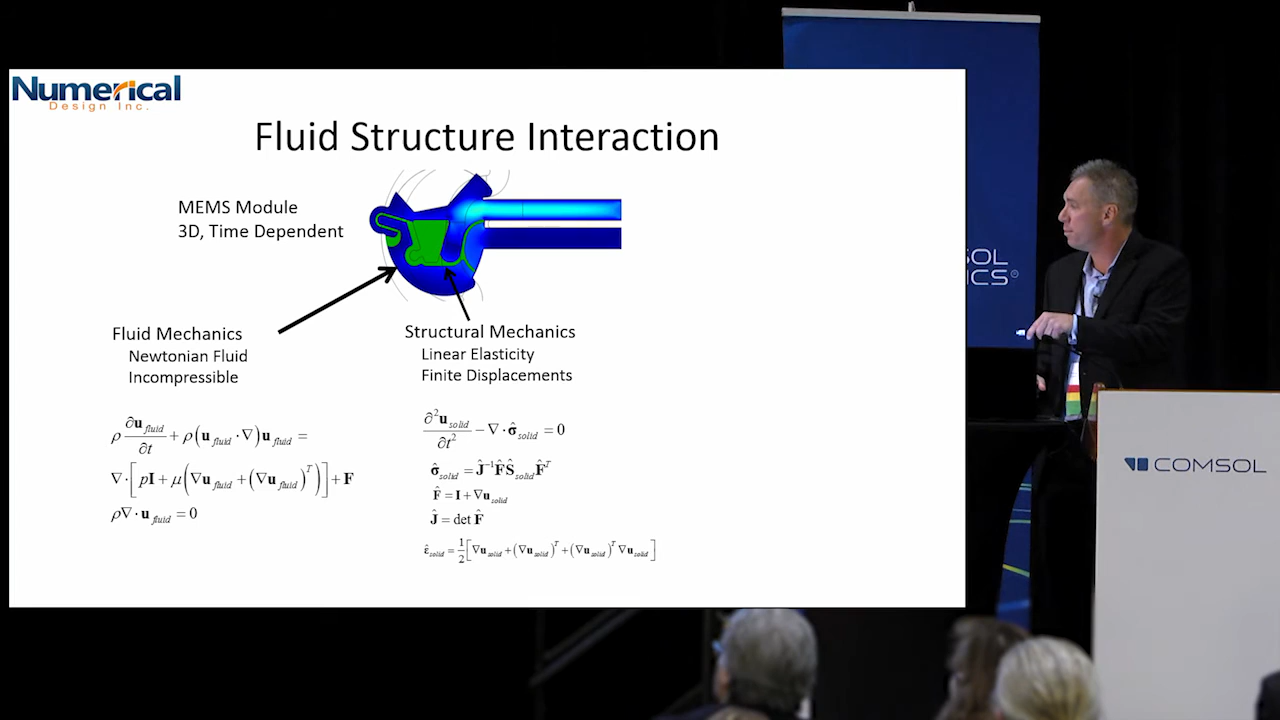 Numerical
Design Inc.
Fluid Structure Interaction
MEMS Module
3D, Time Dependent
Fluid Mechanics
Newtonian Fluid
Incompressible
ρ ∂𝐮_fluid/∂t + ρ(𝐮_fluid · ∇)𝐮_fluid =
∇·[p𝐈 + μ(∇𝐮_fluid + (∇𝐮_fluid)^T)] + 𝐅
ρ∇·𝐮_fluid = 0
Structural Mechanics
Linear Elasticity
Finite Displacements
∂²𝐮_solid/∂t² − ∇·σ̂_solid = 0
σ̂_solid = Ĵ⁻¹F̂Ŝ_solid F̂^T
F̂ = 𝐈 + ∇𝐮_solid
Ĵ = det F̂
ε̂_solid = 1/2[∇𝐮_solid + (∇𝐮_solid)^T + (∇𝐮_solid)^T ∇𝐮_solid]
SOL
ICS®
COMSOL